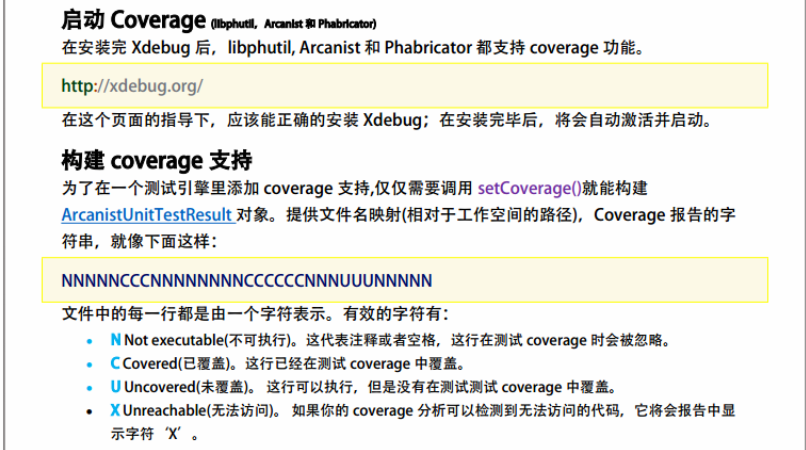 启动 Coverage (libphutil, Arcanist 和 Phabricator)
在安装完 Xdebug 后，libphutil, Arcanist 和 Phabricator 都支持 coverage 功能。
http://xdebug.org/
在这个页面的指导下，应该能正确的安装 Xdebug；在安装完毕后，将会自动激活并启动。
构建 coverage 支持
为了在一个测试引擎里添加 coverage 支持,仅仅需要调用 setCoverage()就能构建
ArcanistUnitTestResult 对象。提供文件名映射(相对于工作空间的路径)，Coverage 报告的字
符串，就像下面这样：
NNNNNCCCNNNNNNNNCCCCCCNNNUUUNNNNN
文件中的每一行都是由一个字符表示。有效的字符有：
• N Not executable(不可执行)。这代表注释或者空格，这行在测试 coverage 时会被忽略。
• C Covered(已覆盖)。这行已经在测试 coverage 中覆盖。
• U Uncovered(未覆盖)。 这行可以执行，但是没有在测试测试 coverage 中覆盖。
• X Unreachable(无法访问)。 如果你的 coverage 分析可以检测到无法访问的代码，它将会报告中显
示字符‘X’。